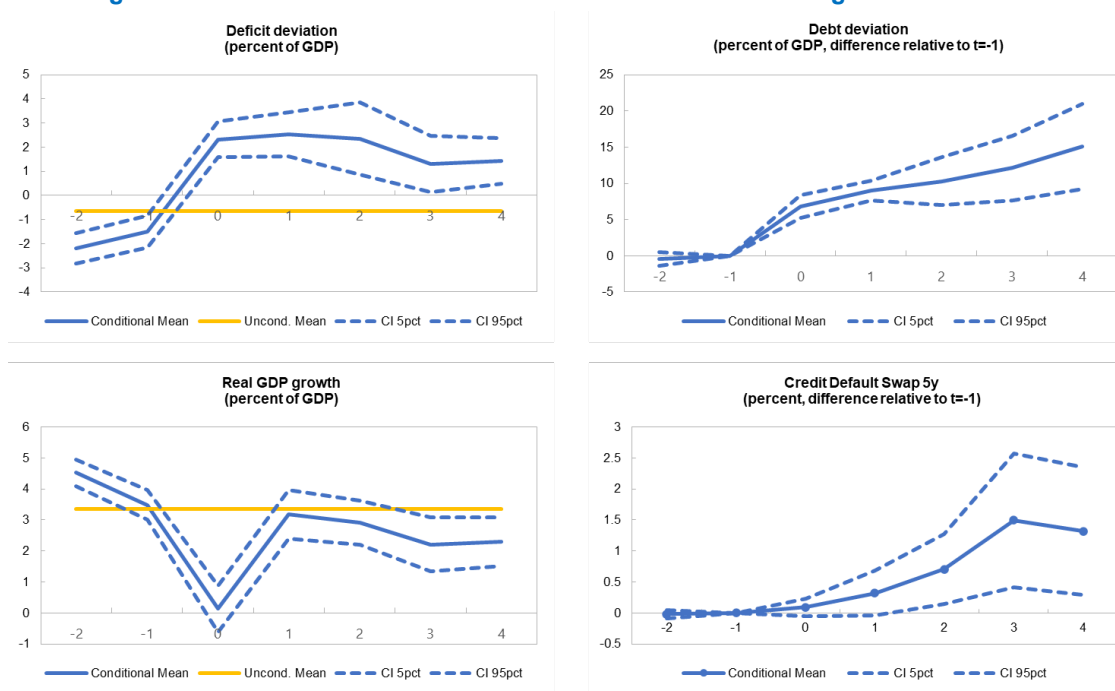 Deficit deviation
(percent of GDP)
5
4
3
2
1
0
-1
-2
-3
-4
-2
-1
0
1
2
3
4
Conditional Mean
Uncond. Mean
CI 5pct
CI 95pct
Debt deviation
(percent of GDP, difference relative to t=-1)
25
20
15
10
5
0
-5
-2
-1
0
1
2
3
4
Conditional Mean
CI 5pct
CI 95pct
Real GDP growth
(percent of GDP)
6
5
4
3
2
1
0
-1
-2
-1
0
1
2
3
4
Conditional Mean
Uncond. Mean
CI 5pct
CI 95pct
Credit Default Swap 5y
(percent, difference relative to t=-1)
3
2.5
2
1.5
1
0.5
0
-0.5
-2
-1
0
1
2
3
4
Conditional Mean
CI 5pct
CI 95pct